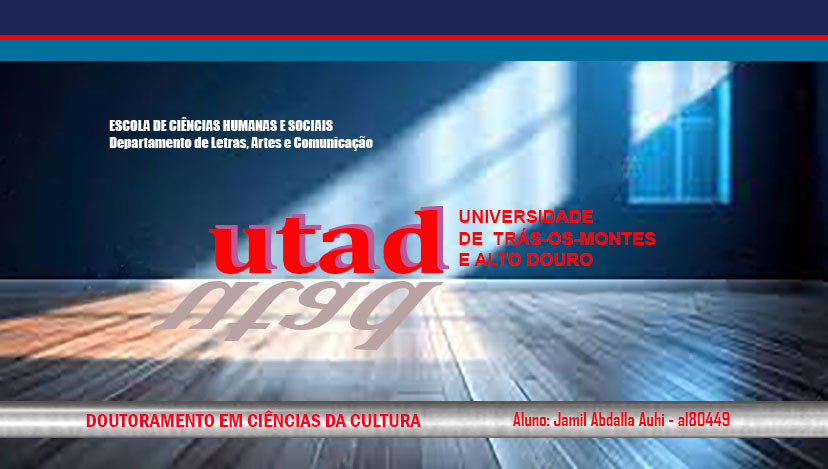 ESCOLA DE CIÊNCIAS HUMANAS E SOCIAIS
Departamento de Letras, Artes e Comunicação
utad
UNIVERSIDADE
DE TRÁS-OS-MONTES
E ALTO DOURO
utad
DOUTORAMENTO EM CIÊNCIAS DA CULTURA
Aluno: Jamil Abdalla Auhi - al80449